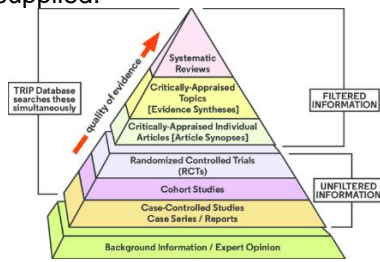 supplied.
Systematic
Reviews
Critically-Appraised
Topics
[Evidence Syntheses]
Critically-Appraised Individual
Articles [Article Synopses]
Randomized Controlled Trials
(RCTs)
Cohort Studies
Case-Controlled Studies
Case Series / Reports
Background Information / Expert Opinion
quality of evidence
TRIP Database
searches these
simultaneously
FILTERED
INFORMATION
UNFILTERED
INFORMATION